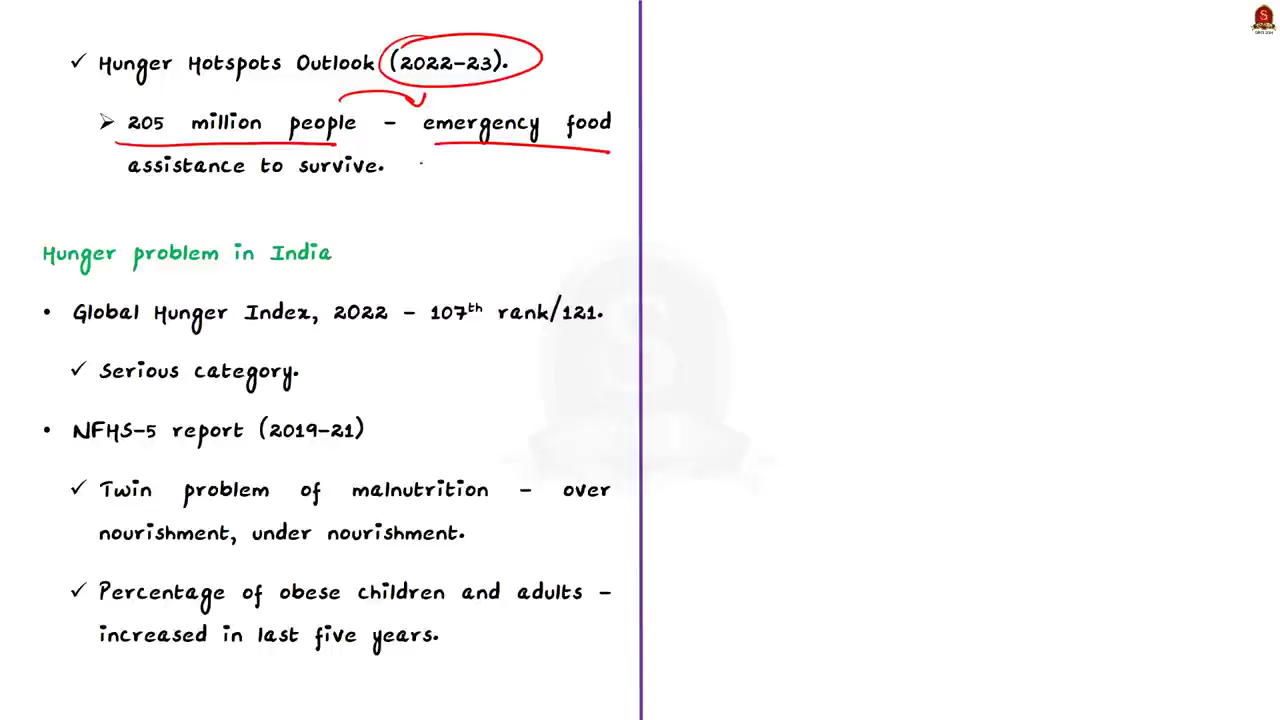 ✓ Hunger Hotspots Outlook (2022-23).
➢ 205 million people - emergency food
assistance to survive.
Hunger problem in India
• Global Hunger Index, 2022 - 107th rank/121.
✓ Serious category.
• NFHS-5 report (2019-21)
✓ Twin problem of malnutrition - over
nourishment, under nourishment.
✓ Percentage of obese children and adults -
increased in last five years.